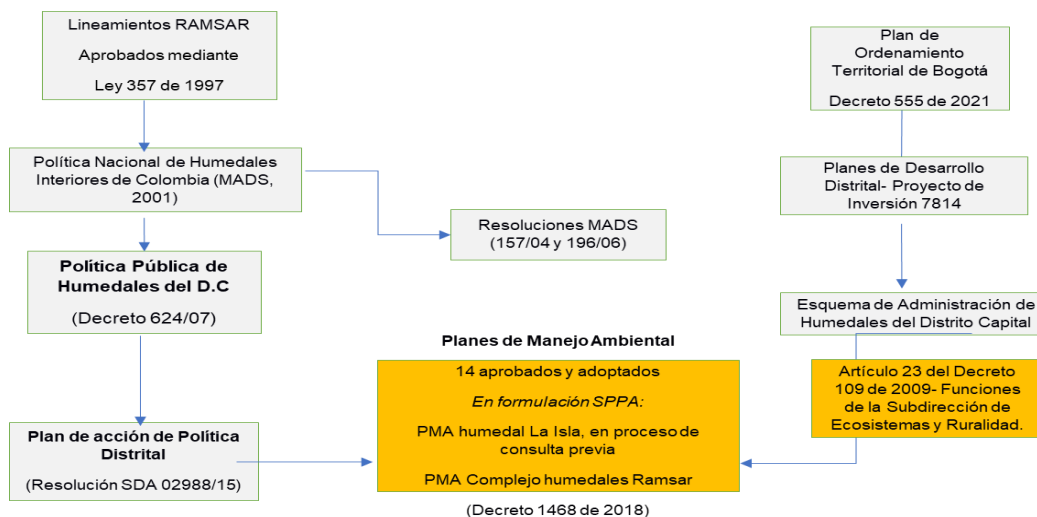 Lineamientos RAMSAR
Aprobados mediante
Ley 357 de 1997
Política Nacional de Humedales
Interiores de Colombia (MADS,
2001)
Resoluciones MADS
(157/04 y 196/06)
Política Pública de
Humedales del D.C
(Decreto 624/07)
Plan de acción de Política
Distrital
(Resolución SDA 02988/15)
Planes de Manejo Ambiental
14 aprobados y adoptados
En formulación SPPA:
PMA humedal La Isla, en proceso de
consulta previa
PMA Complejo humedales Ramsar
(Decreto 1468 de 2018)
Plan de
Ordenamiento
Territorial de Bogotá
Decreto 555 de 2021
Planes de Desarrollo
Distrital- Proyecto de
Inversión 7814
Esquema de Administración de
Humedales del Distrito Capital
Artículo 23 del Decreto
109 de 2009- Funciones
de la Subdirección de
Ecosistemas y Ruralidad.